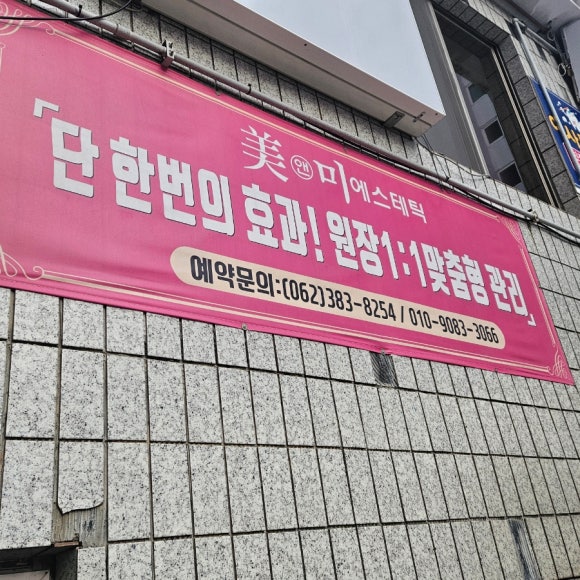 美앤미에스테틱
「단 한번의 효과! 원장1:1맞춤형 관리」
예약문의:(062)383-8254 / 010-9083-3066